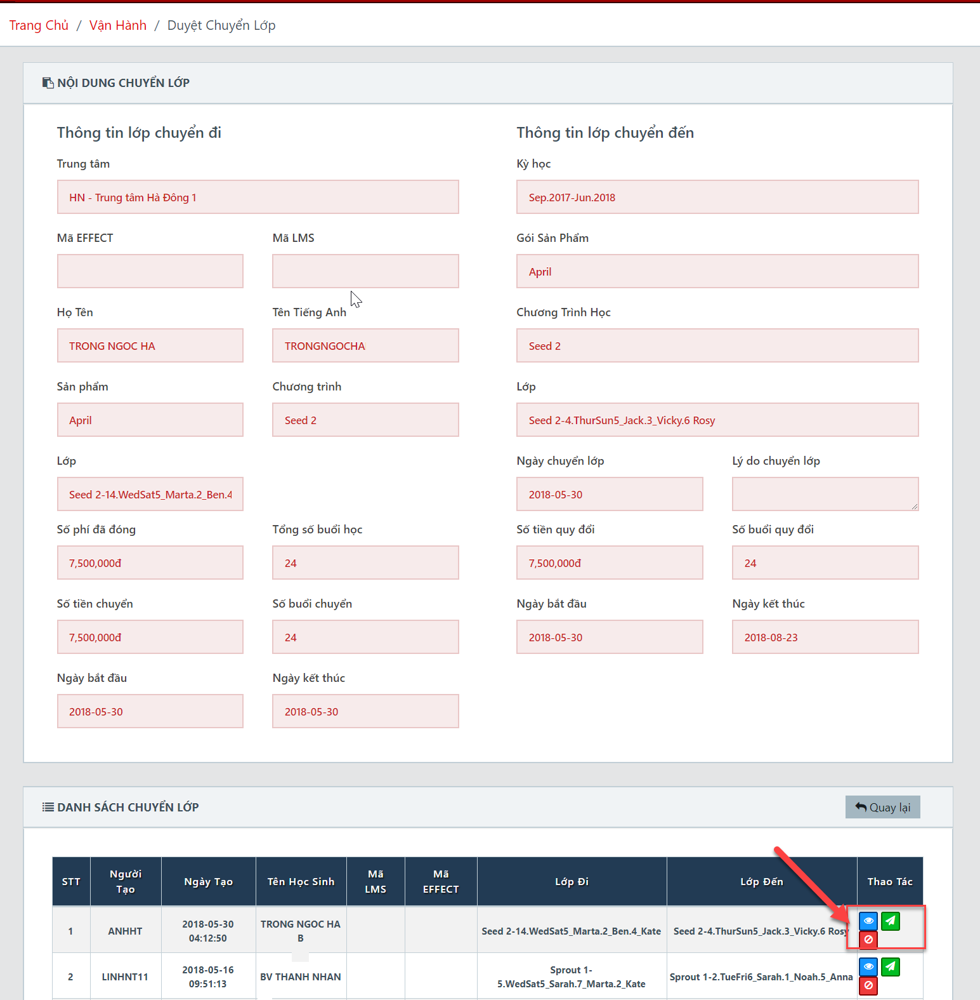 Trang Chủ / Vận Hành / Duyệt Chuyển Lớp
NỘI DUNG CHUYỂN LỚP
Thông tin lớp chuyển đi
Trung tâm
HN - Trung tâm Hà Đông 1
Mã EFFECT
Mã LMS
Họ Tên
Tên Tiếng Anh
TRONG NGOC HA
TRONGNGOCHA
Sản phẩm
Chương trình
April
Seed 2
Lớp
Seed 2-14.WedSat5_Marta.2_Ben.4
Số phí đã đóng
Tổng số buổi học
7,500,000đ
24
Số tiền chuyển
Số buổi chuyển
7,500,000đ
24
Ngày bắt đầu
Ngày kết thúc
2018-05-30
2018-05-30
Thông tin lớp chuyển đến
Kỳ học
Sep.2017-Jun.2018
Gói Sản Phẩm
April
Chương Trình Học
Seed 2
Lớp
Seed 2-4.ThurSun5_Jack.3_Vicky.6 Rosy
Ngày chuyển lớp
Lý do chuyển lớp
2018-05-30
Số tiền quy đổi
Số buổi quy đổi
7,500,000đ
24
Ngày bắt đầu
Ngày kết thúc
2018-05-30
2018-08-23
DANH SÁCH CHUYỂN LỚP
Quay lại
STT
Người
Tạo
Ngày Tạo
Tên Học Sinh
Mã
LMS
Mã
EFFECT
Lớp Đi
Lớp Đến
Thao Tác
1
ANHHT
2018-05-30
04:12:50
TRONG NGOC HA
B
Seed 2-14.WedSat5_Marta.2_Ben.4_Kate
Seed 2-4.ThurSun5_Jack.3_Vicky.6 Rosy
2
LINHNT11
2018-05-16
09:51:13
BV THANH NHAN
Sprout 1-
5.WedSat5_Sarah.7_Marta.2_Kate
Sprout 1-2.TueFri6_Sarah.1_Noah.5_Anna